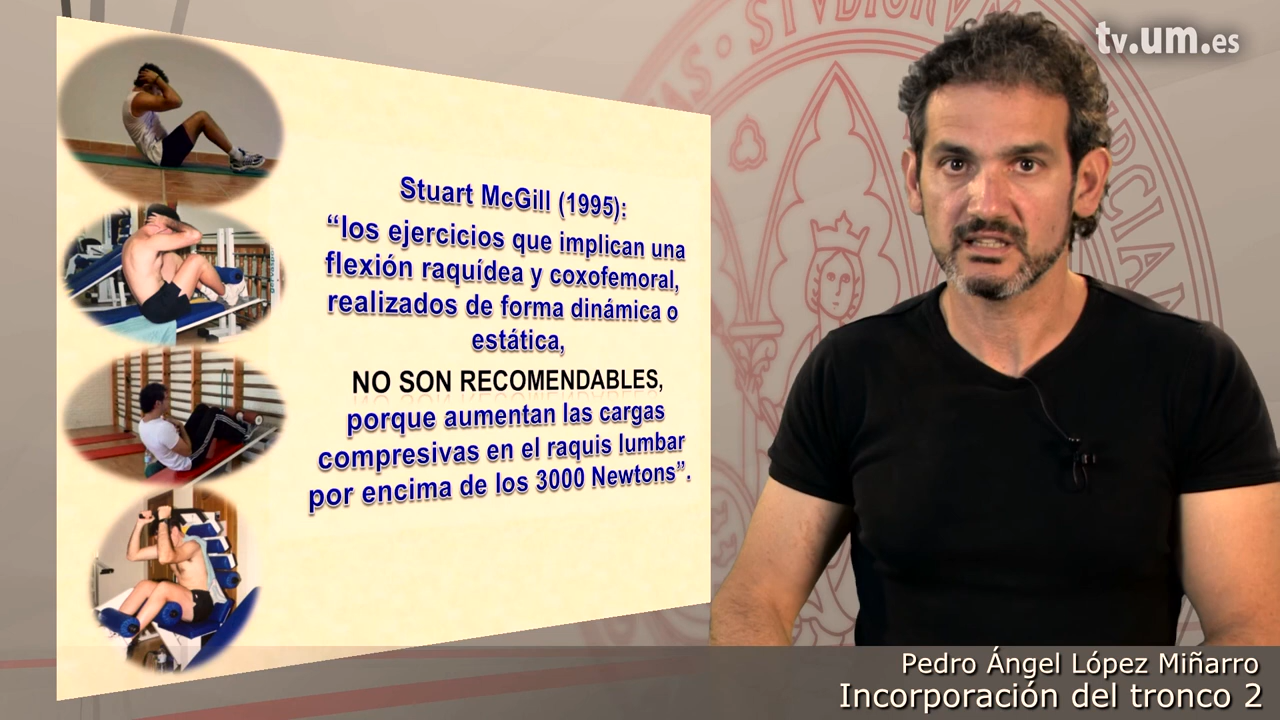 STVDIORVM
tv.um.es
Stuart McGill (1995):
“los ejercicios que implican una
flexión raquídea y coxofemoral,
realizados de forma dinámica o
estática,
NO SON RECOMENDABLES,
porque aumentan las cargas
compresivas en el raquis lumbar
por encima de los 3000 Newtons”.
Pedro Ángel López Miñarro
Incorporación del tronco 2